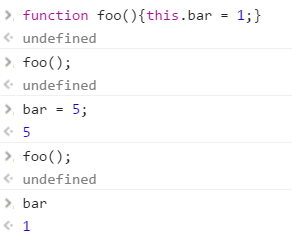 > function foo(){this.bar = 1;}
< undefined
> foo();
< undefined
> bar = 5;
< 5
> foo();
< undefined
> bar
< 1